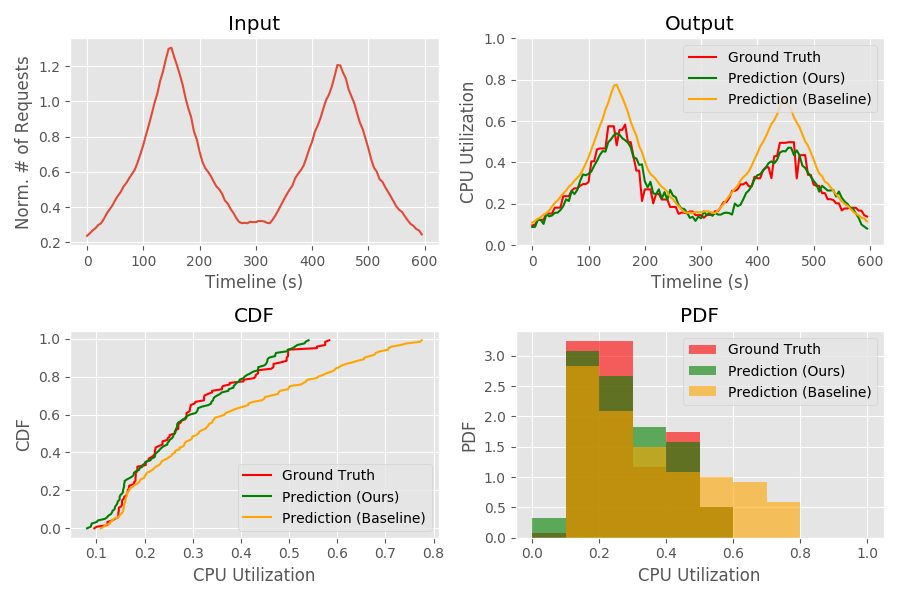 Input
Norm. # of Requests
1.2
1.0
0.8
0.6
0.4
0.2
0 100 200 300 400 500 600
Timeline (s)
Output
CPU Utilization
1.0
0.8
0.6
0.4
0.2
0.0
Ground Truth
Prediction (Ours)
Prediction (Baseline)
0 100 200 300 400 500 600
Timeline (s)
CDF
CDF
1.0
0.8
0.6
0.4
0.2
0.0
Ground Truth
Prediction (Ours)
Prediction (Baseline)
0.1 0.2 0.3 0.4 0.5 0.6 0.7 0.8
CPU Utilization
PDF
PDF
3.0
2.5
2.0
1.5
1.0
0.5
0.0
Ground Truth
Prediction (Ours)
Prediction (Baseline)
0.0 0.2 0.4 0.6 0.8 1.0
CPU Utilization